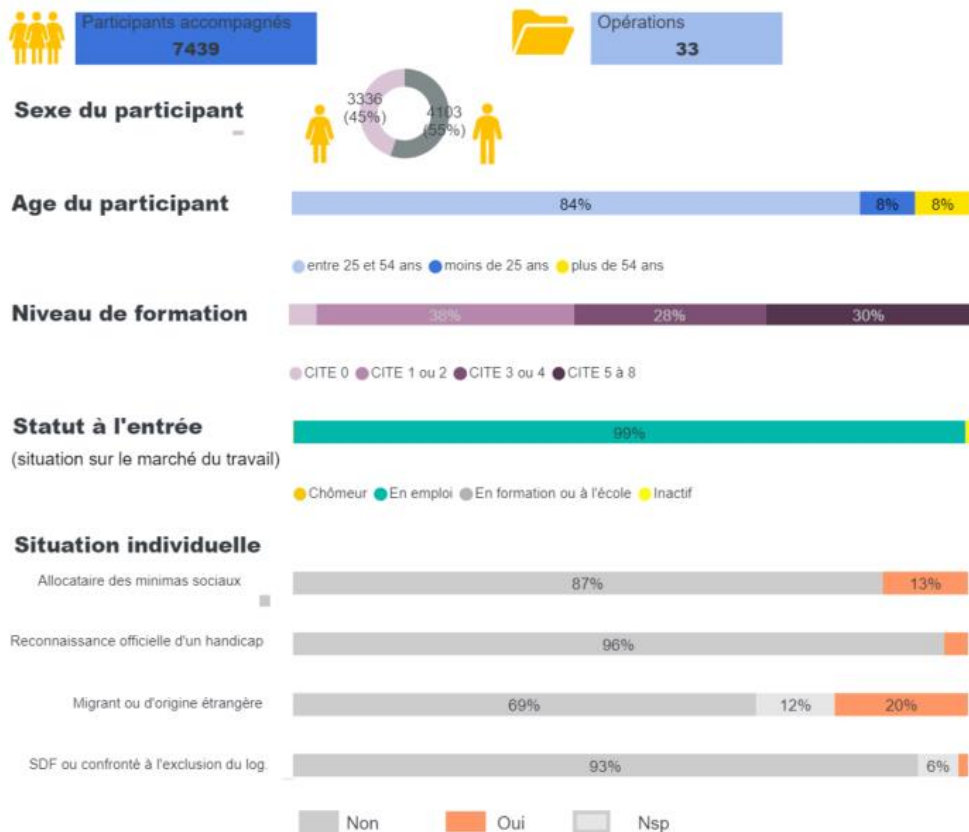 Participants accompagnés
7439
Opérations
33
Sexe du participant
3336
(45%)
4103
(55%)
Age du participant
84%
8%
8%
entre 25 et 54 ans moins de 25 ans plus de 54 ans
Niveau de formation
38%
28%
30%
CITE 0 CITE 1 ou 2 CITE 3 ou 4 CITE 5 à 8
Statut à l'entrée
(situation sur le marché du travail)
99%
Chômeur En emploi En formation ou à l'école Inactif
Situation individuelle
Allocataire des minimas sociaux
87%
13%
Reconnaissance officielle d'un handicap
96%
Migrant ou d'origine étrangère
69%
12%
20%
SDF ou confronté à l'exclusion du log.
93%
6%
Non Oui Nsp